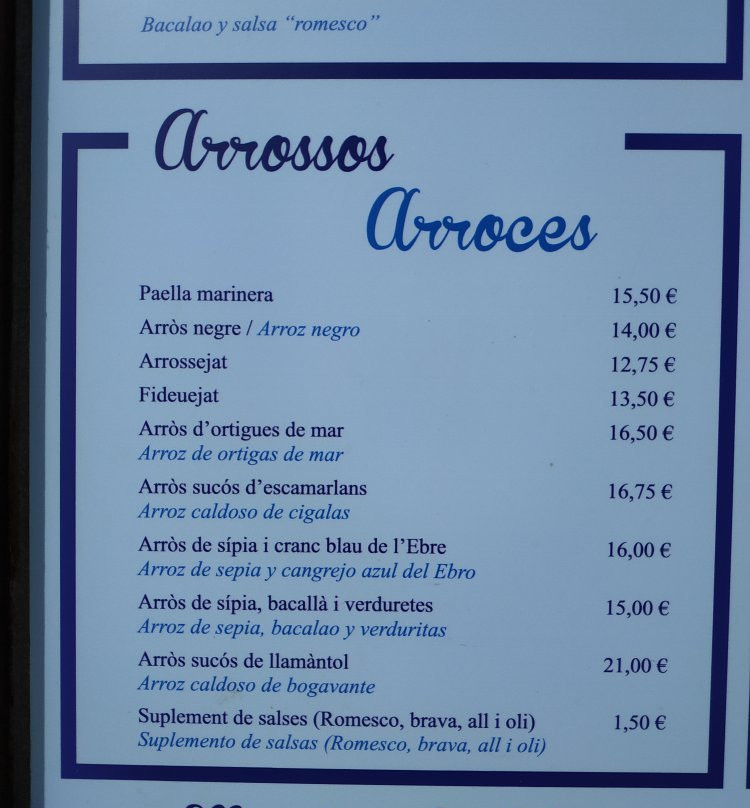 Bacalao y salsa “romesco”
Arrossos
Arroces
Paella marinera 15,50 €
Arròs negre / Arroz negro 14,00 €
Arrossejat 12,75 €
Fideuejat 13,50 €
Arròs d’ortigues de mar 16,50 €
Arroz de ortigas de mar
Arròs sucós d’escamarlans 16,75 €
Arroz caldoso de cigalas
Arròs de sípia i cranc blau de l’Ebre 16,00 €
Arroz de sepia y cangrejo azul del Ebro
Arròs de sípia, bacallà i verduretes 15,00 €
Arroz de sepia, bacalao y verduritas
Arròs sucós de llamàntol 21,00 €
Arroz caldoso de bogavante
Suplement de salses (Romesco, brava, all i oli) 1,50 €
Suplemento de salsas (Romesco, brava, all i oli)